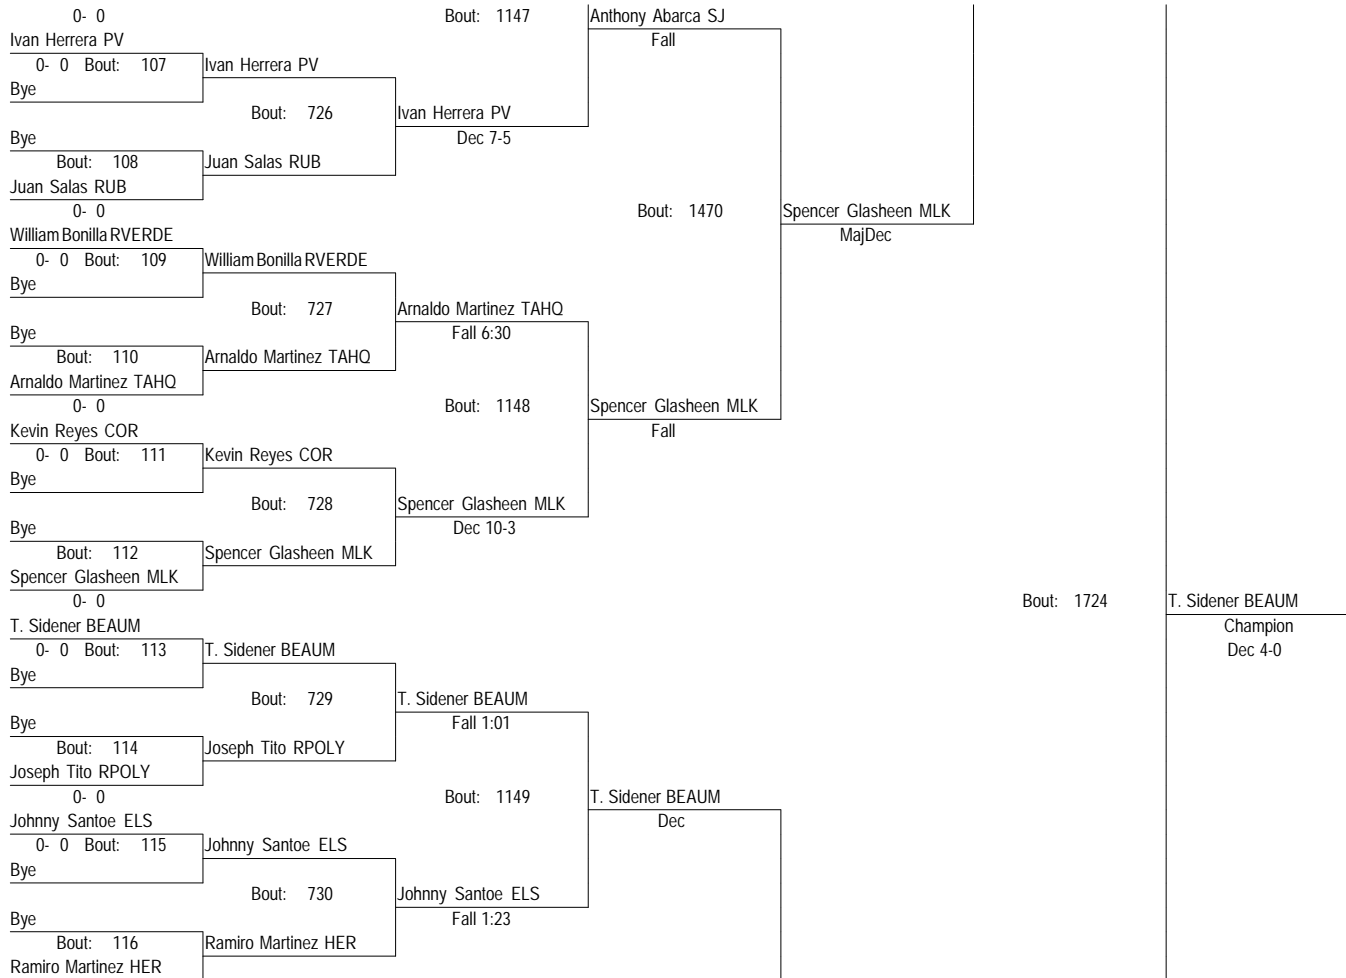 0- 0 Bout: 1147 Anthony Abarca SJ
Ivan Herrera PV Fall
0- 0 Bout: 107 Ivan Herrera PV
Bye
Bout: 726 Ivan Herrera PV
Bye Dec 7-5
Bout: 108 Juan Salas RUB
Juan Salas RUB
0- 0 Bout: 1470 Spencer Glasheen MLK
William Bonilla RVERDE MajDec
0- 0 Bout: 109 William Bonilla RVERDE
Bye
Bout: 727 Arnaldo Martinez TAHQ
Bye Fall 6:30
Bout: 110 Arnaldo Martinez TAHQ
Arnaldo Martinez TAHQ
0- 0 Bout: 1148 Spencer Glasheen MLK
Kevin Reyes COR Fall
0- 0 Bout: 111 Kevin Reyes COR
Bye
Bout: 728 Spencer Glasheen MLK
Bye Dec 10-3
Bout: 112 Spencer Glasheen MLK
Spencer Glasheen MLK
0- 0 Bout: 1724 T. Sidener BEAUM
T. Sidener BEAUM Champion
0- 0 Bout: 113 T. Sidener BEAUM Dec 4-0
Bye
Bout: 729 T. Sidener BEAUM
Bye Fall 1:01
Bout: 114 Joseph Tito RPOLY
Joseph Tito RPOLY
0- 0 Bout: 1149 T. Sidener BEAUM
Johnny Santoe ELS Dec
0- 0 Bout: 115 Johnny Santoe ELS
Bye
Bout: 730 Johnny Santoe ELS
Bye Fall 1:23
Bout: 116 Ramiro Martinez HER
Ramiro Martinez HER